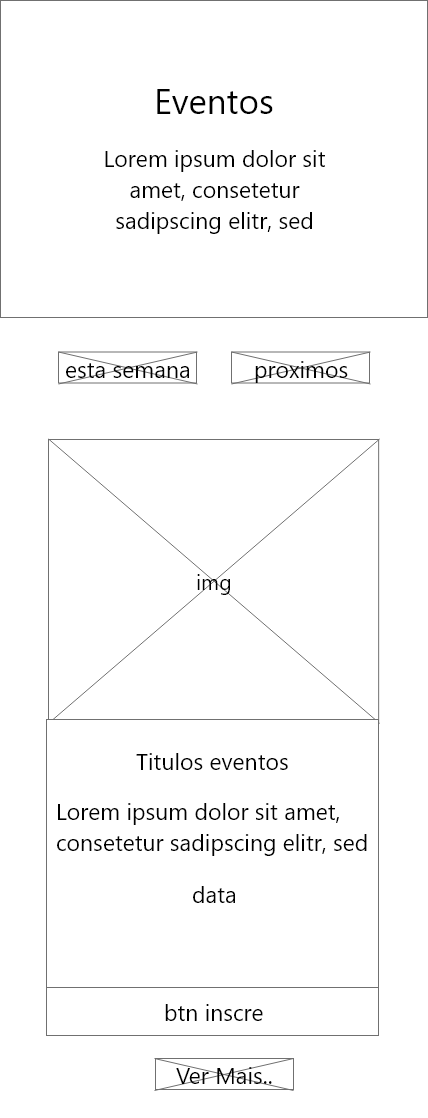 Eventos
Lorem ipsum dolor sit
amet, consetetur
sadipscing elitr, sed
esta semana
proximos
img
Titulos eventos
Lorem ipsum dolor sit amet,
consetetur sadipscing elitr, sed
data
btn inscre
Ver Mais..